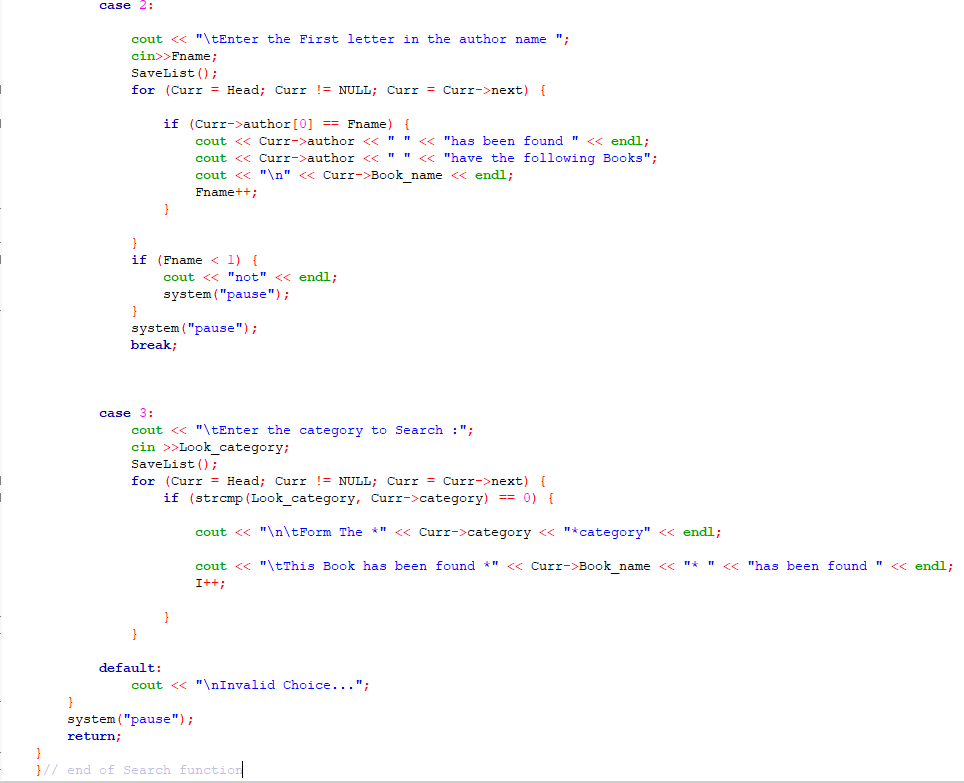 case 2:
cout << "\tEnter the First letter in the author name ";
cin>>Fname;
SaveList();
for (Curr = Head; Curr != NULL; Curr = Curr->next) {
if (Curr->author[0] == Fname) {
cout << Curr->author << " " << "has been found " << endl;
cout << Curr->author << " " << "have the following Books";
cout << "\n" << Curr->Book_name << endl;
Fname++;
}
}
if (Fname < 1) {
cout << "not" << endl;
system("pause");
}
system("pause");
break;
case 3:
cout << "\tEnter the category to Search :";
cin >>Look_category;
SaveList();
for (Curr = Head; Curr != NULL; Curr = Curr->next) {
if (strcmp(Look_category, Curr->category) == 0) {
cout << "\n\tForm The *" << Curr->category << "*category" << endl;
cout << "\tThis Book has been found *" << Curr->Book_name << "* " << "has been found " << endl;
I++;
}
}
default:
cout << "\nInvalid Choice...";
}
system("pause");
return;
}
}// end of Search function